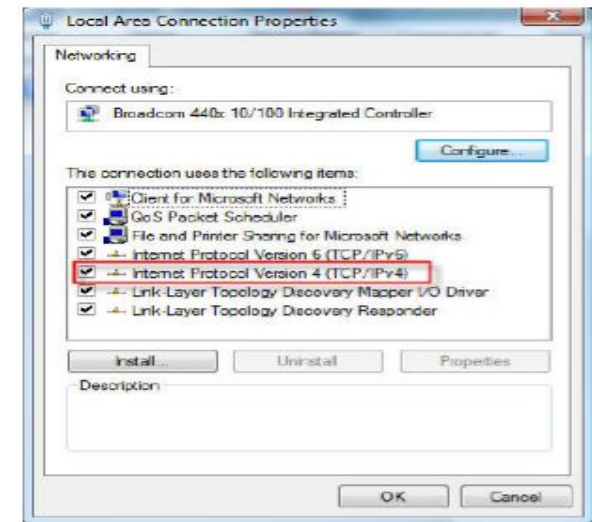 Local Area Connection Properties
Networking
Connect using:
Broadcom 440x 10/100 Integrated Controller
Configure...
This connection uses the following items:
Client for Microsoft Networks
QoS Packet Scheduler
File and Printer Sharing for Microsoft Networks
Internet Protocol Version 6 (TCP/IPv6)
Internet Protocol Version 4 (TCP/IPv4)
Link-Layer Topology Discovery Mapper I/O Driver
Link-Layer Topology Discovery Responder
Install... Uninstall Properties
Description
OK Cancel